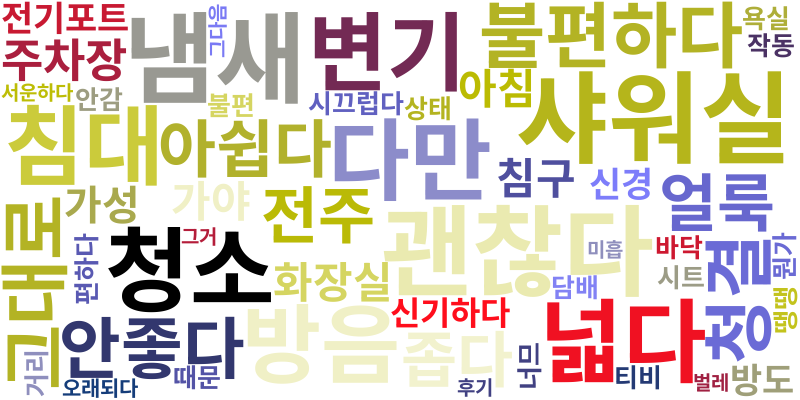 전기포트
냄새
그다음
변기
불편하다
욕실
작동
주차장
서운하다
안감
불편
시끄럽다
상태
아침
샤워실
침대
아쉽다
다만
침구
신경
얼룩
가성
가야
전주
괜찮다
그대로
편하다
청소
그거
화장실
미흡
바닥
시트
청결
뭔가
땡땡
담배
신기하다
안좋다
방음
좁다
넓다
너미
거리
오래되다
때문
후기
티비
벌레
방도